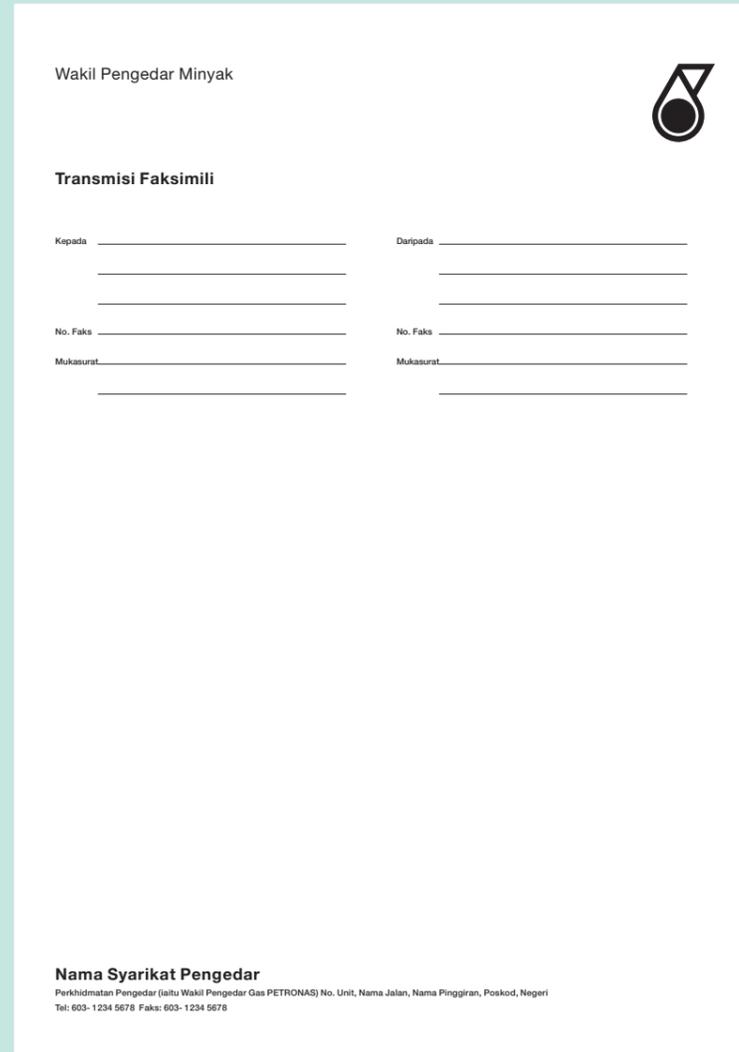 Wakil Pengedar Minyak
Transmisi Faksimili
Kepada
Daripada
No. Faks
No. Faks
Mukasurat
Mukasurat
Nama Syarikat Pengedar
Perkhidmatan Pengedar (iaitu Wakil Pengedar Gas PETRONAS) No. Unit, Nama Jalan, Nama Pinggiran, Poskod, Negeri
Tel: 603- 1234 5678 Faks: 603- 1234 5678